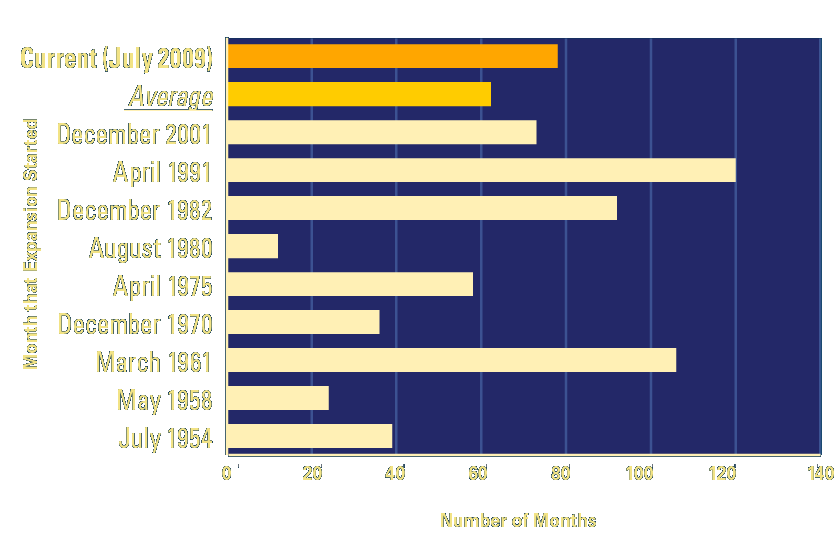 Current (July 2009)
Average
December 2001
April 1991
December 1982
August 1980
April 1975
December 1970
March 1961
May 1958
July 1954
Month that Expansion Started
0 20 40 60 80 100 120 140
Number of Months